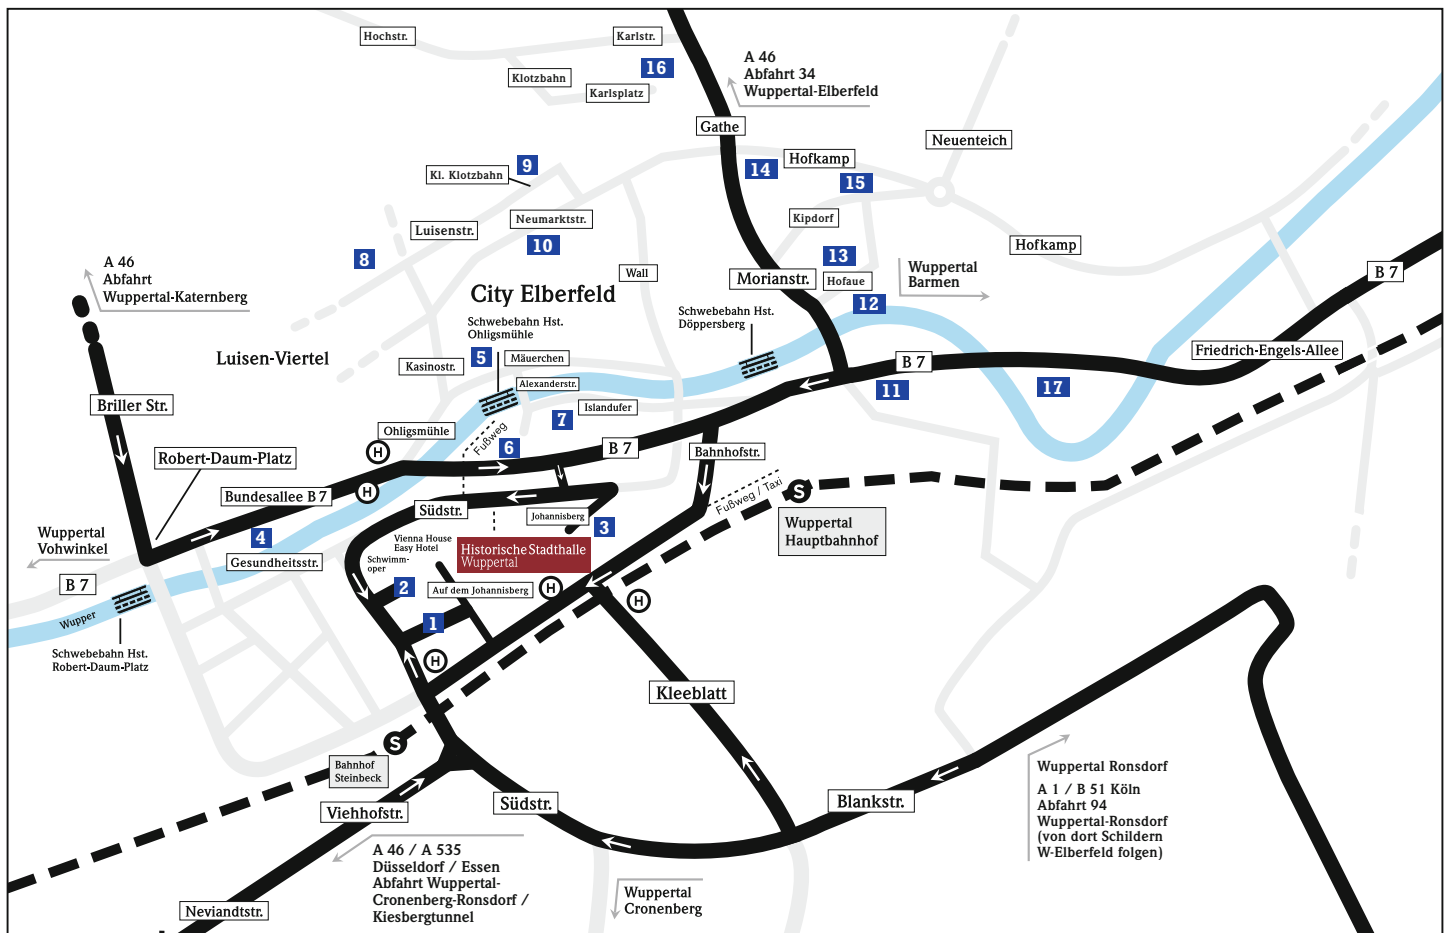 Hochstr.
Karlstr.
16
Klotzbahn
Karlsplatz
A 46
Abfahrt 34
Wuppertal-Elberfeld
Gathe
Neuenteich
9
Kl. Klotzbahn
14
Hofkamp
15
Neumarktstr.
Luisenstr.
10
Kipdorf
Hofkamp
8
13
A 46
Abfahrt
Wuppertal-Katernberg
Wall
Morianstr.
Hofaue
12
Wuppertal
Barmen
B 7
City Elberfeld
Schwebebahn Hst.
Ohligsmühle
Schwebebahn Hst.
Döppersberg
Luisen-Viertel
5
Mäuerchen
Kasinostr.
Alexanderstr.
B 7
Friedrich-Engels-Allee
11
17
Briller Str.
7
Islandufer
Ohligsmühle
Fußweg
6
B 7
Bahnhofstr.
H
Robert-Daum-Platz
Bundesallee B 7
H
Fußweg / Taxi
S
Südstr.
Johannisberg
3
Wuppertal
Hauptbahnhof
4
Wuppertal
Vohwinkel
Gesundheitsstr.
Vienna House
Easy Hotel
Schwimm-
oper
Historische Stadthalle
Wuppertal
B 7
2
Auf dem Johannisberg
H
H
Wupper
1
Schwebebahn Hst.
Robert-Daum-Platz
H
Kleeblatt
S
Bahnhof
Steinbeck
Viehhofstr.
Südstr.
Blankstr.
Wuppertal Ronsdorf
A 1 / B 51 Köln
Abfahrt 94
Wuppertal-Ronsdorf
(von dort Schildern
W-Elberfeld folgen)
A 46 / A 535
Düsseldorf / Essen
Abfahrt Wuppertal-
Cronenberg-Ronsdorf /
Kiesbergtunnel
Wuppertal
Cronenberg
Neviandtstr.